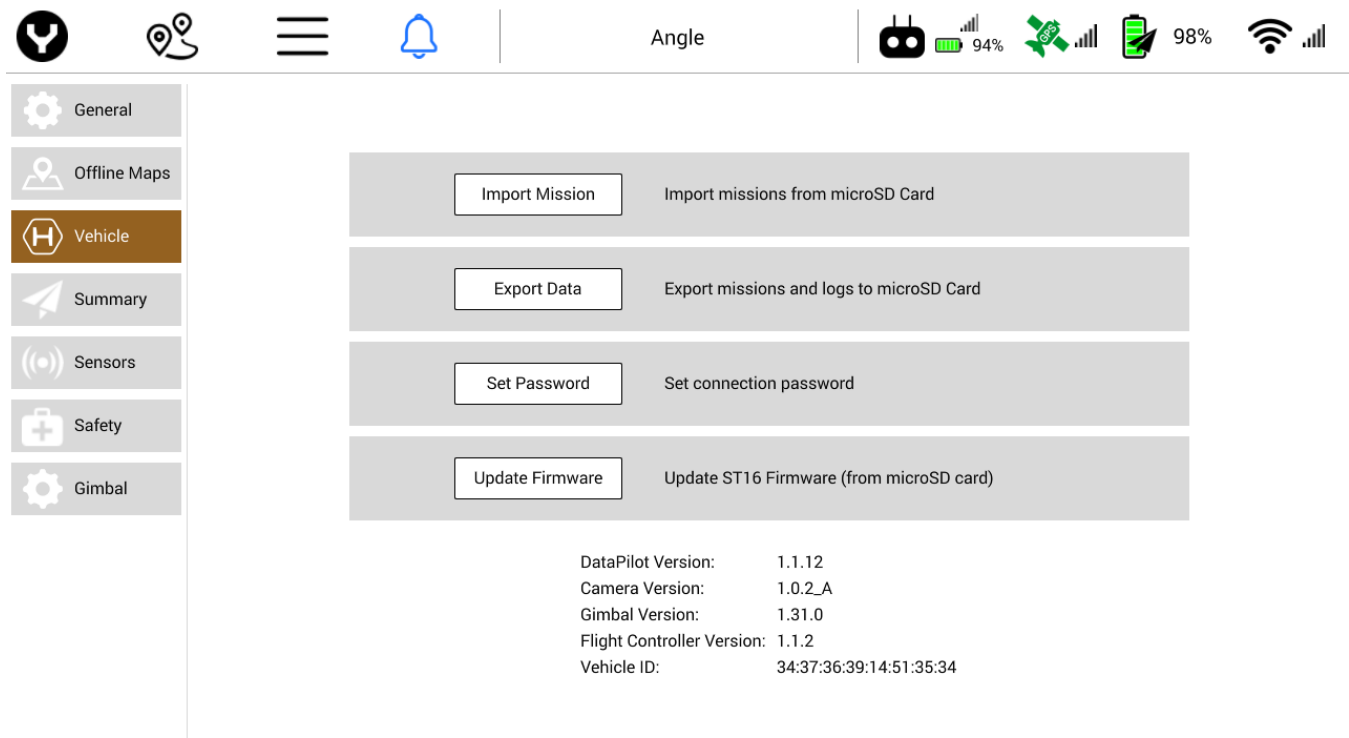 Angle
94%
GPS
98%
General
Offline Maps
Vehicle
Summary
Sensors
Safety
Gimbal
Import Mission Import missions from microSD Card
Export Data Export missions and logs to microSD Card
Set Password Set connection password
Update Firmware Update ST16 Firmware (from microSD card)
DataPilot Version: 1.1.12
Camera Version: 1.0.2_A
Gimbal Version: 1.31.0
Flight Controller Version: 1.1.2
Vehicle ID: 34:37:36:39:14:51:35:34